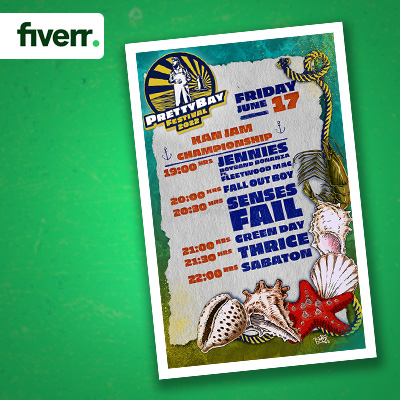 fiverr.
PRETTYBAY
FESTIVAL
2022
FRIDAY
JUNE 17
KAN JAM
CHAMPIONSHIP
19:00 HRS JENNIES
BOYBAND BONANZA
FLEETWOOD MAC
20:00 HRS FALL OUT BOY
20:30 HRS SENSES
FAIL
21:00 HRS GREEN DAY
21:30 HRS THRICE
22:00 HRS SABATON